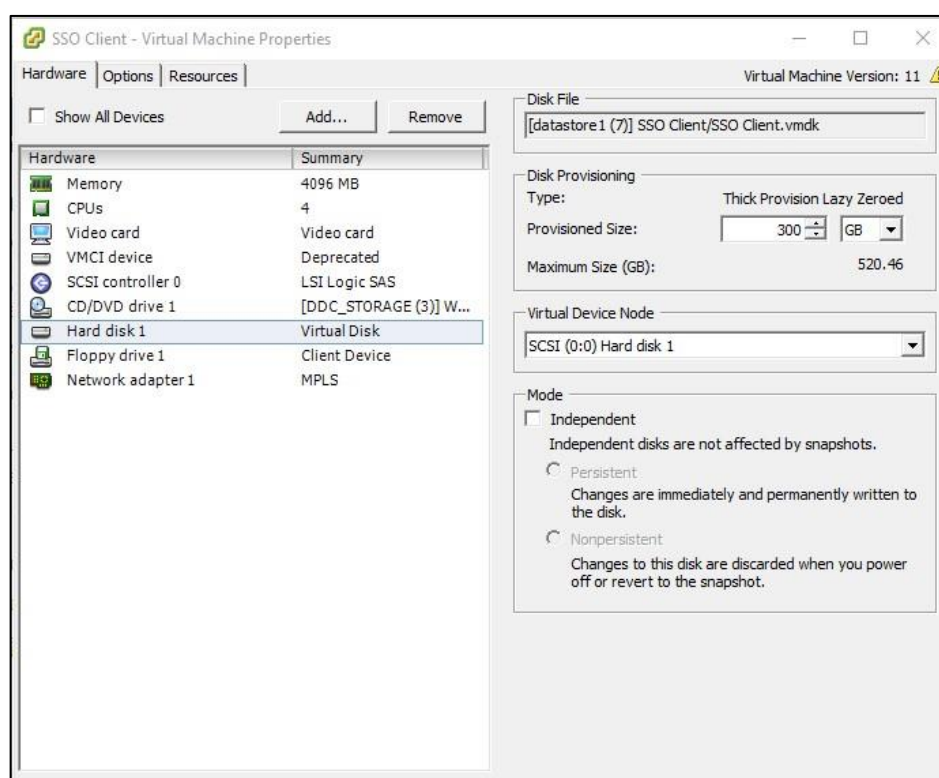 SSO Client - Virtual Machine Properties
Hardware Options Resources
Virtual Machine Version: 11
Show All Devices
Add...
Remove
Hardware Summary
Memory 4096 MB
CPUs 4
Video card Video card
VMCI device Deprecated
SCSI controller 0 LSI Logic SAS
CD/DVD drive 1 [DDC_STORAGE (3)] W...
Hard disk 1 Virtual Disk
Floppy drive 1 Client Device
Network adapter 1 MPLS
Disk File
[datastore1 (7)] SSO Client/SSO Client.vmdk
Disk Provisioning
Type: Thick Provision Lazy Zeroed
Provisioned Size: 300 GB
Maximum Size (GB): 520.46
Virtual Device Node
SCSI (0:0) Hard disk 1
Mode
Independent
Independent disks are not affected by snapshots.
Persistent
Changes are immediately and permanently written to
the disk.
Nonpersistent
Changes to this disk are discarded when you power
off or revert to the snapshot.